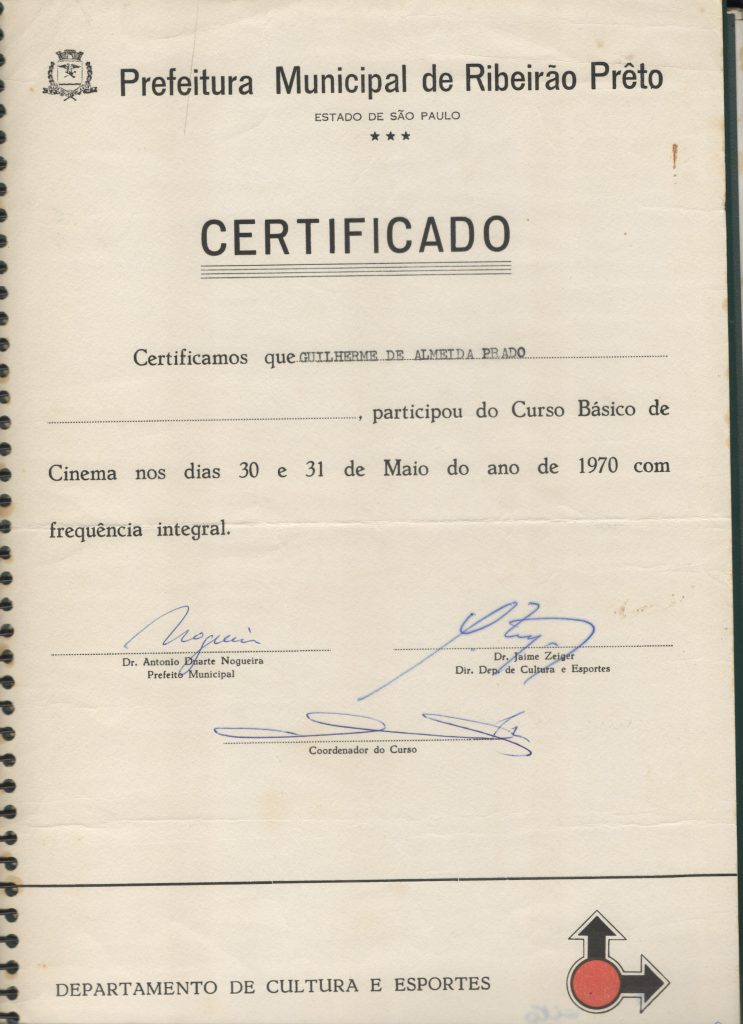 Prefeitura Municipal de Ribeirão Prêto
ESTADO DE SÃO PAULO
★ ★ ★
CERTIFICADO
Certificamos que GUILHERME DE ALMEIDA PRADO
, participou do Curso Básico de
Cinema nos dias 30 e 31 de Maio do ano de 1970 com
frequência integral.
Nogueira
Dr. Antonio Duarte Nogueira
Prefeito Municipal
Dr. Jaime Zeiger
Dir. Dep. de Cultura e Esportes
Coordenador do Curso
DEPARTAMENTO DE CULTURA E ESPORTES